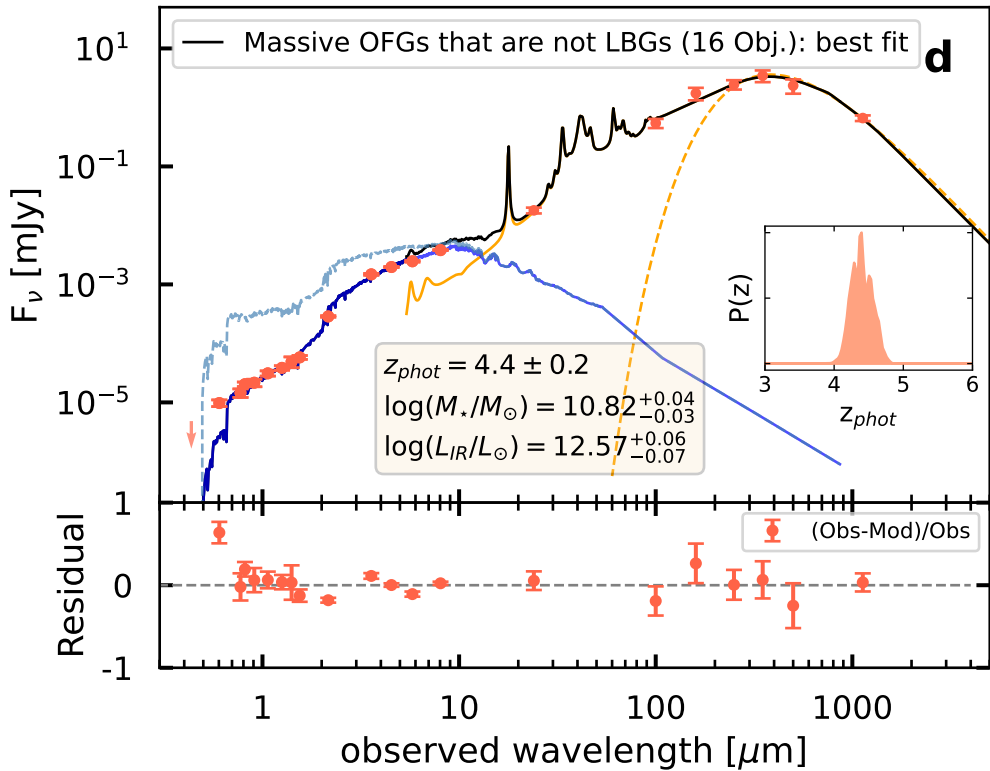 Massive OFGs that are not LBGs (16 Obj.): best fit
d
10¹
10⁻¹
10⁻³
10⁻⁵
F_ν [mJy]
z_phot = 4.4 ± 0.2
log(M⋆/M⊙) = 10.82^{+0.04}_{−0.03}
log(L_IR/L⊙) = 12.57^{+0.06}_{−0.07}
P(z)
3 4 5 6
z_phot
1
0
-1
Residual
(Obs-Mod)/Obs
1 10 100 1000
observed wavelength [μm]